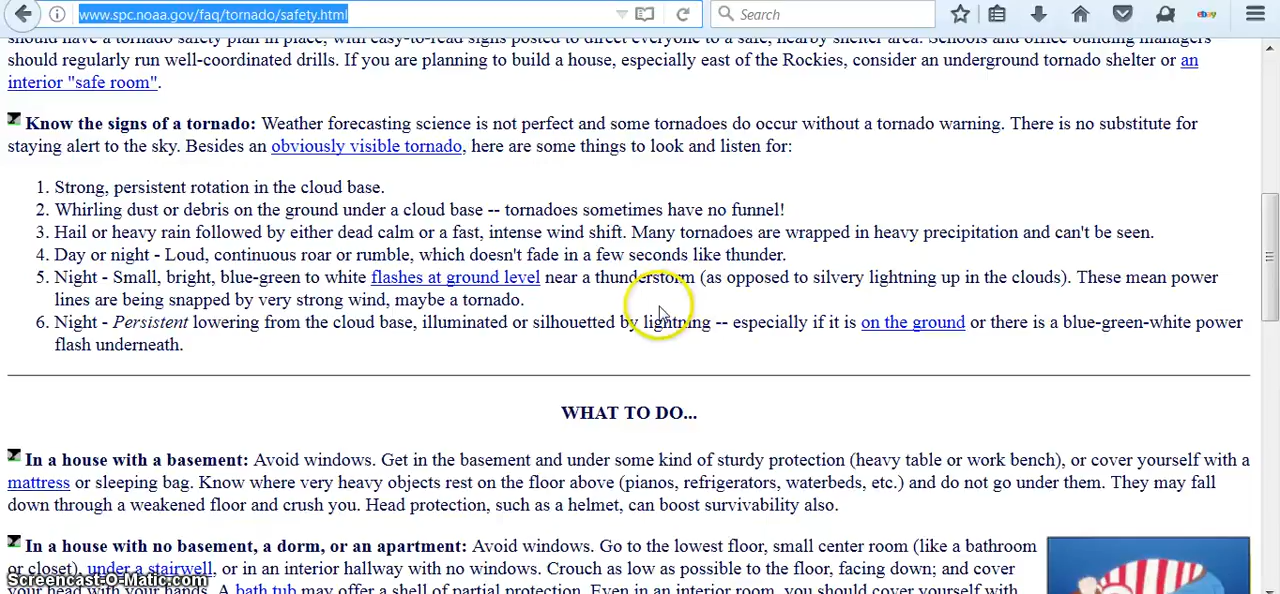 www.spc.noaa.gov/faq/tornado/safety.html
Search
ebay
should have a tornado safety plan in place, with easy-to-read signs posted to direct everyone to a safe, nearby shelter area. Schools and office building managers
should regularly run well-coordinated drills. If you are planning to build a house, especially east of the Rockies, consider an underground tornado shelter or an
interior "safe room".
Know the signs of a tornado: Weather forecasting science is not perfect and some tornadoes do occur without a tornado warning. There is no substitute for
staying alert to the sky. Besides an obviously visible tornado, here are some things to look and listen for:
1. Strong, persistent rotation in the cloud base.
2. Whirling dust or debris on the ground under a cloud base -- tornadoes sometimes have no funnel!
3. Hail or heavy rain followed by either dead calm or a fast, intense wind shift. Many tornadoes are wrapped in heavy precipitation and can't be seen.
4. Day or night - Loud, continuous roar or rumble, which doesn't fade in a few seconds like thunder.
5. Night - Small, bright, blue-green to white flashes at ground level near a thunderstorm (as opposed to silvery lightning up in the clouds). These mean power
lines are being snapped by very strong wind, maybe a tornado.
6. Night - Persistent lowering from the cloud base, illuminated or silhouetted by lightning -- especially if it is on the ground or there is a blue-green-white power
flash underneath.
WHAT TO DO...
In a house with a basement: Avoid windows. Get in the basement and under some kind of sturdy protection (heavy table or work bench), or cover yourself with a
mattress or sleeping bag. Know where very heavy objects rest on the floor above (pianos, refrigerators, waterbeds, etc.) and do not go under them. They may fall
down through a weakened floor and crush you. Head protection, such as a helmet, can boost survivability also.
In a house with no basement, a dorm, or an apartment: Avoid windows. Go to the lowest floor, small center room (like a bathroom
or closet), under a stairwell, or in an interior hallway with no windows. Crouch as low as possible to the floor, facing down; and cover
Screencast-O-Matic.com
your head with your hands. A bath tub may offer a shell of partial protection. Even in an interior room, you should cover yourself with